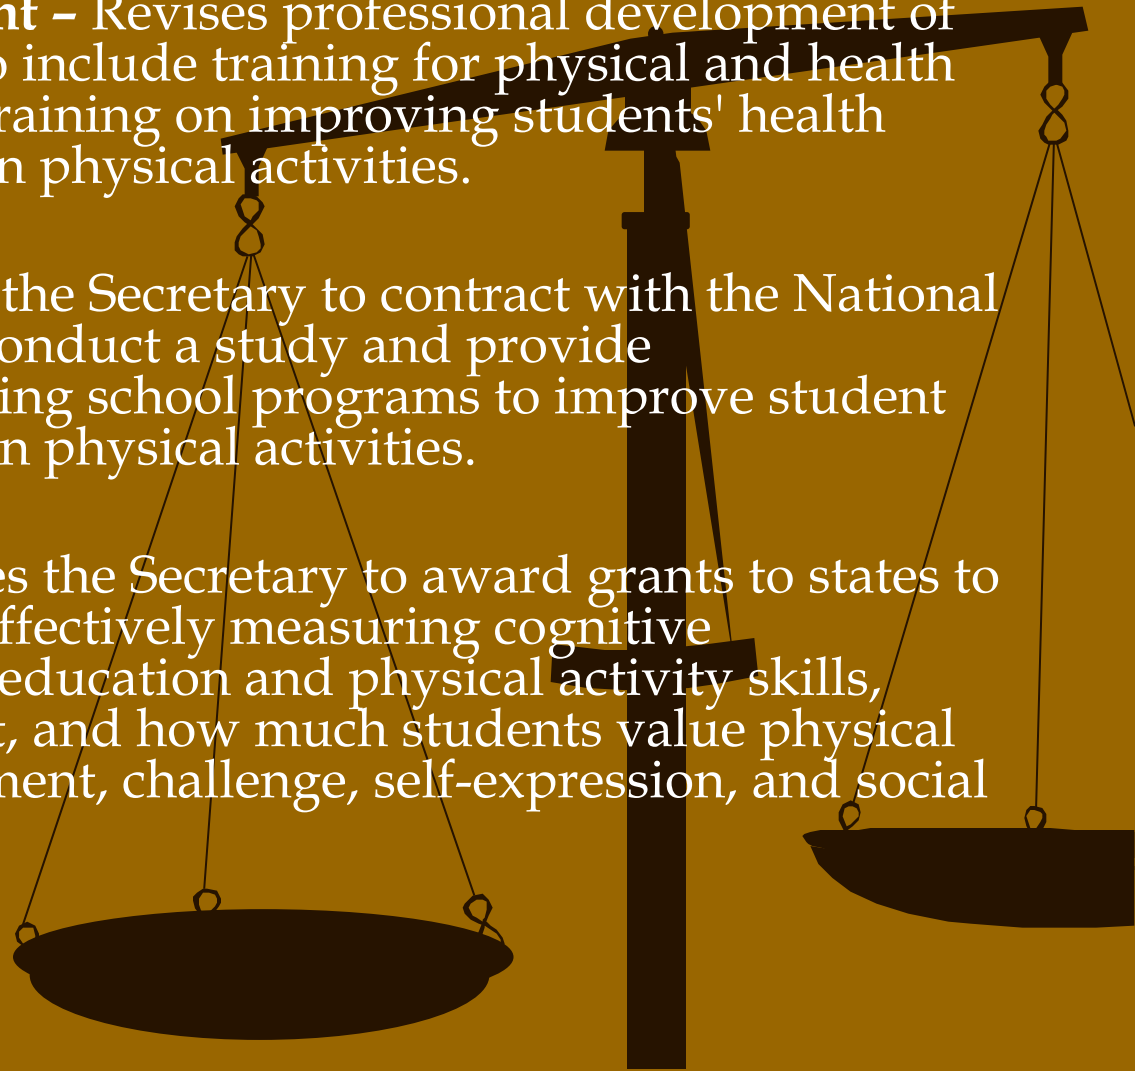 nt – Revises professional development of
o include training for physical and health
raining on improving students' health
n physical activities.
the Secretary to contract with the National
onduct a study and provide
ing school programs to improve student
n physical activities.
es the Secretary to award grants to states to
ffectively measuring cognitive
education and physical activity skills,
t, and how much students value physical
ment, challenge, self-expression, and social